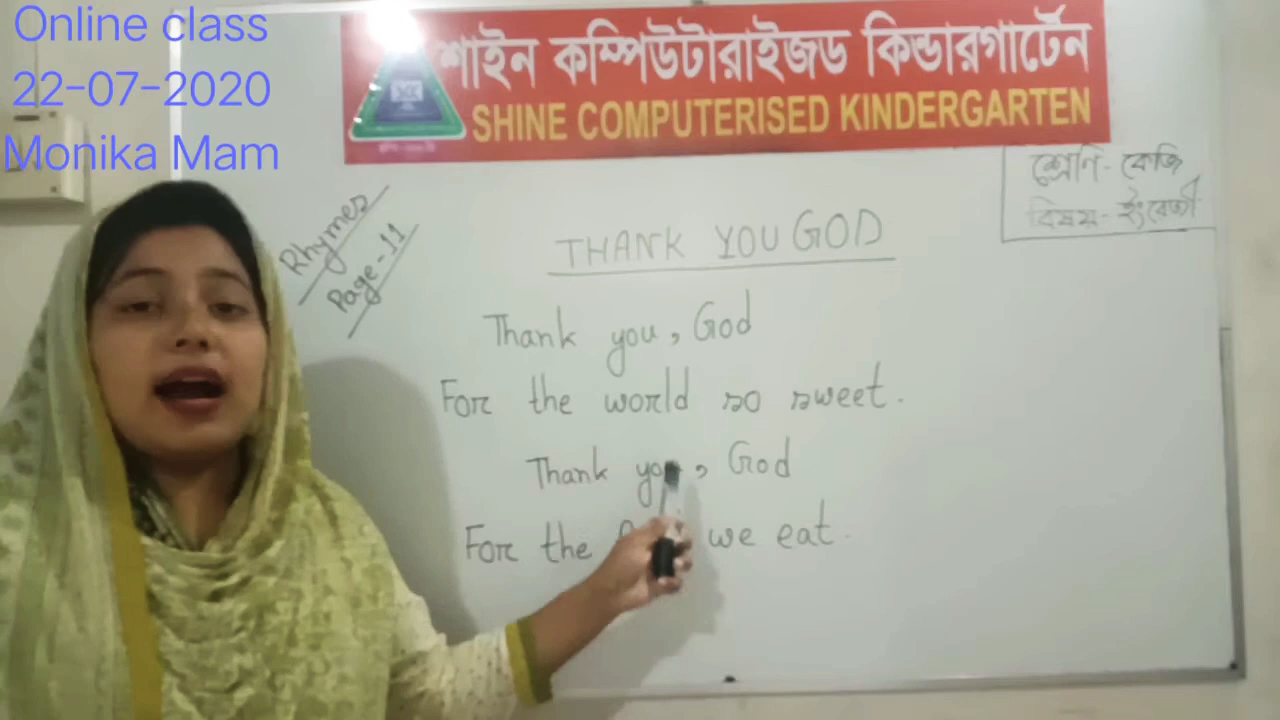 Online class
22-07-2020
Monika Mam
শাইন কম্পিউটারাইজড কিন্ডারগার্টেন
SHINE COMPUTERISED KINDERGARTEN
শ্রেণি - কেজি
বিষয় - ইংরেজী
Rhymes
Page-11
THANK YOU GOD
Thank you, God
For the world so sweet.
Thank you, God
For the we eat.